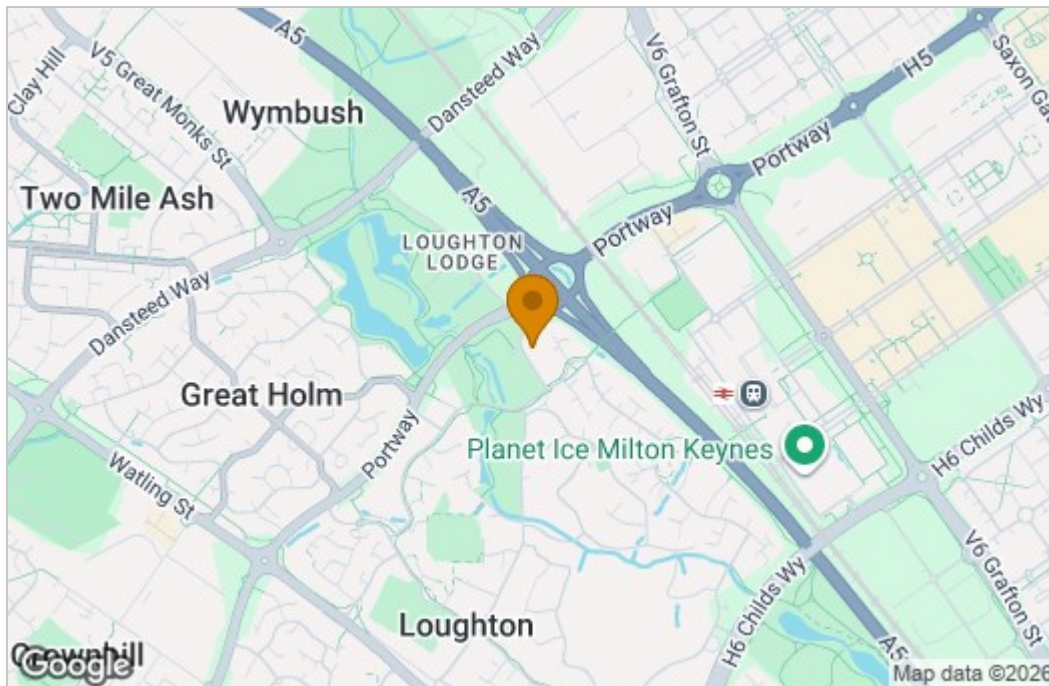 A5
V6 Grafton St
H5
Saxon Gat
Clay Hill
V5 Great Monks St
Wymbush
Dansteed Way
Portway
Two Mile Ash
A5
LOUGHTON
LODGE
Portway
Dansteed Way
Great Holm
Portway
Planet Ice Milton Keynes
H6 Childs Wy
Watling St
V6 Grafton St
H6 Childs Wy
Loughton
Crownhill
A5
Google
Map data ©2026